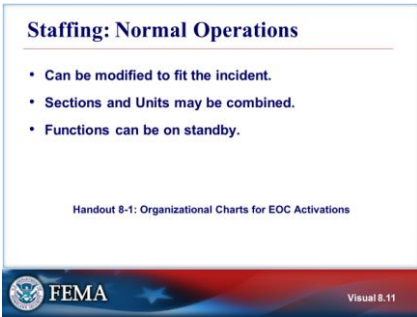 Staffing: Normal Operations
• Can be modified to fit the incident.
• Sections and Units may be combined.
• Functions can be on standby.
Handout 8-1: Organizational Charts for EOC Activations
FEMA
Visual 8.11